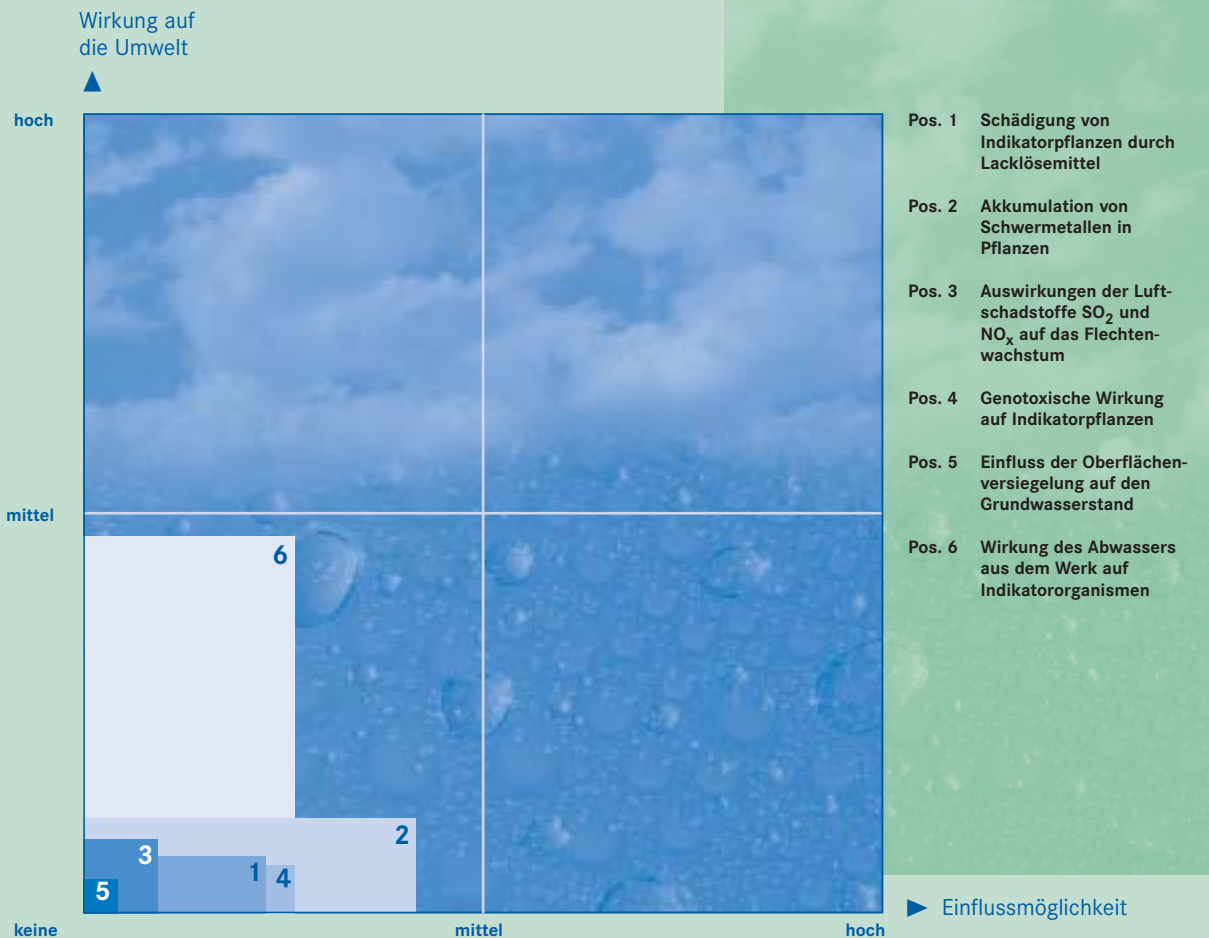 Wirkung auf
die Umwelt
hoch
Pos. 1 Schädigung von
Indikatorpflanzen durch
Lacklösemittel
Pos. 2 Akkumulation von
Schwermetallen in
Pflanzen
Pos. 3 Auswirkungen der Luft-
schadstoffe SO₂ und
NOₓ auf das Flechten-
wachstum
Pos. 4 Genotoxische Wirkung
auf Indikatorpflanzen
Pos. 5 Einfluss der Oberflächen-
versiegelung auf den
Grundwasserstand
mittel
Pos. 6 Wirkung des Abwassers
aus dem Werk auf
Indikatororganismen
6
2
3
1
4
5
Einflussmöglichkeit
keine
mittel
hoch